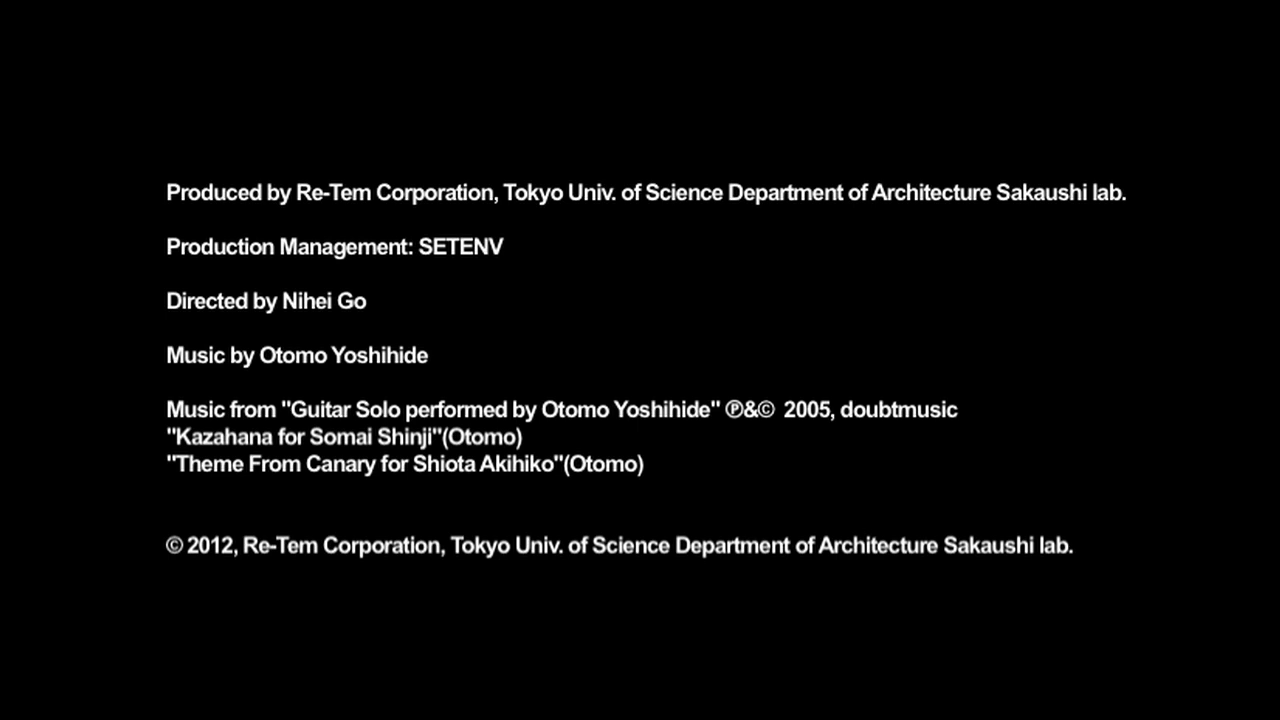 Produced by Re-Tem Corporation, Tokyo Univ. of Science Department of Architecture Sakaushi lab.
Production Management: SETENV
Directed by Nihei Go
Music by Otomo Yoshihide
Music from "Guitar Solo performed by Otomo Yoshihide" ℗&© 2005, doubtmusic
"Kazahana for Somai Shinji"(Otomo)
"Theme From Canary for Shiota Akihiko"(Otomo)
© 2012, Re-Tem Corporation, Tokyo Univ. of Science Department of Architecture Sakaushi lab.